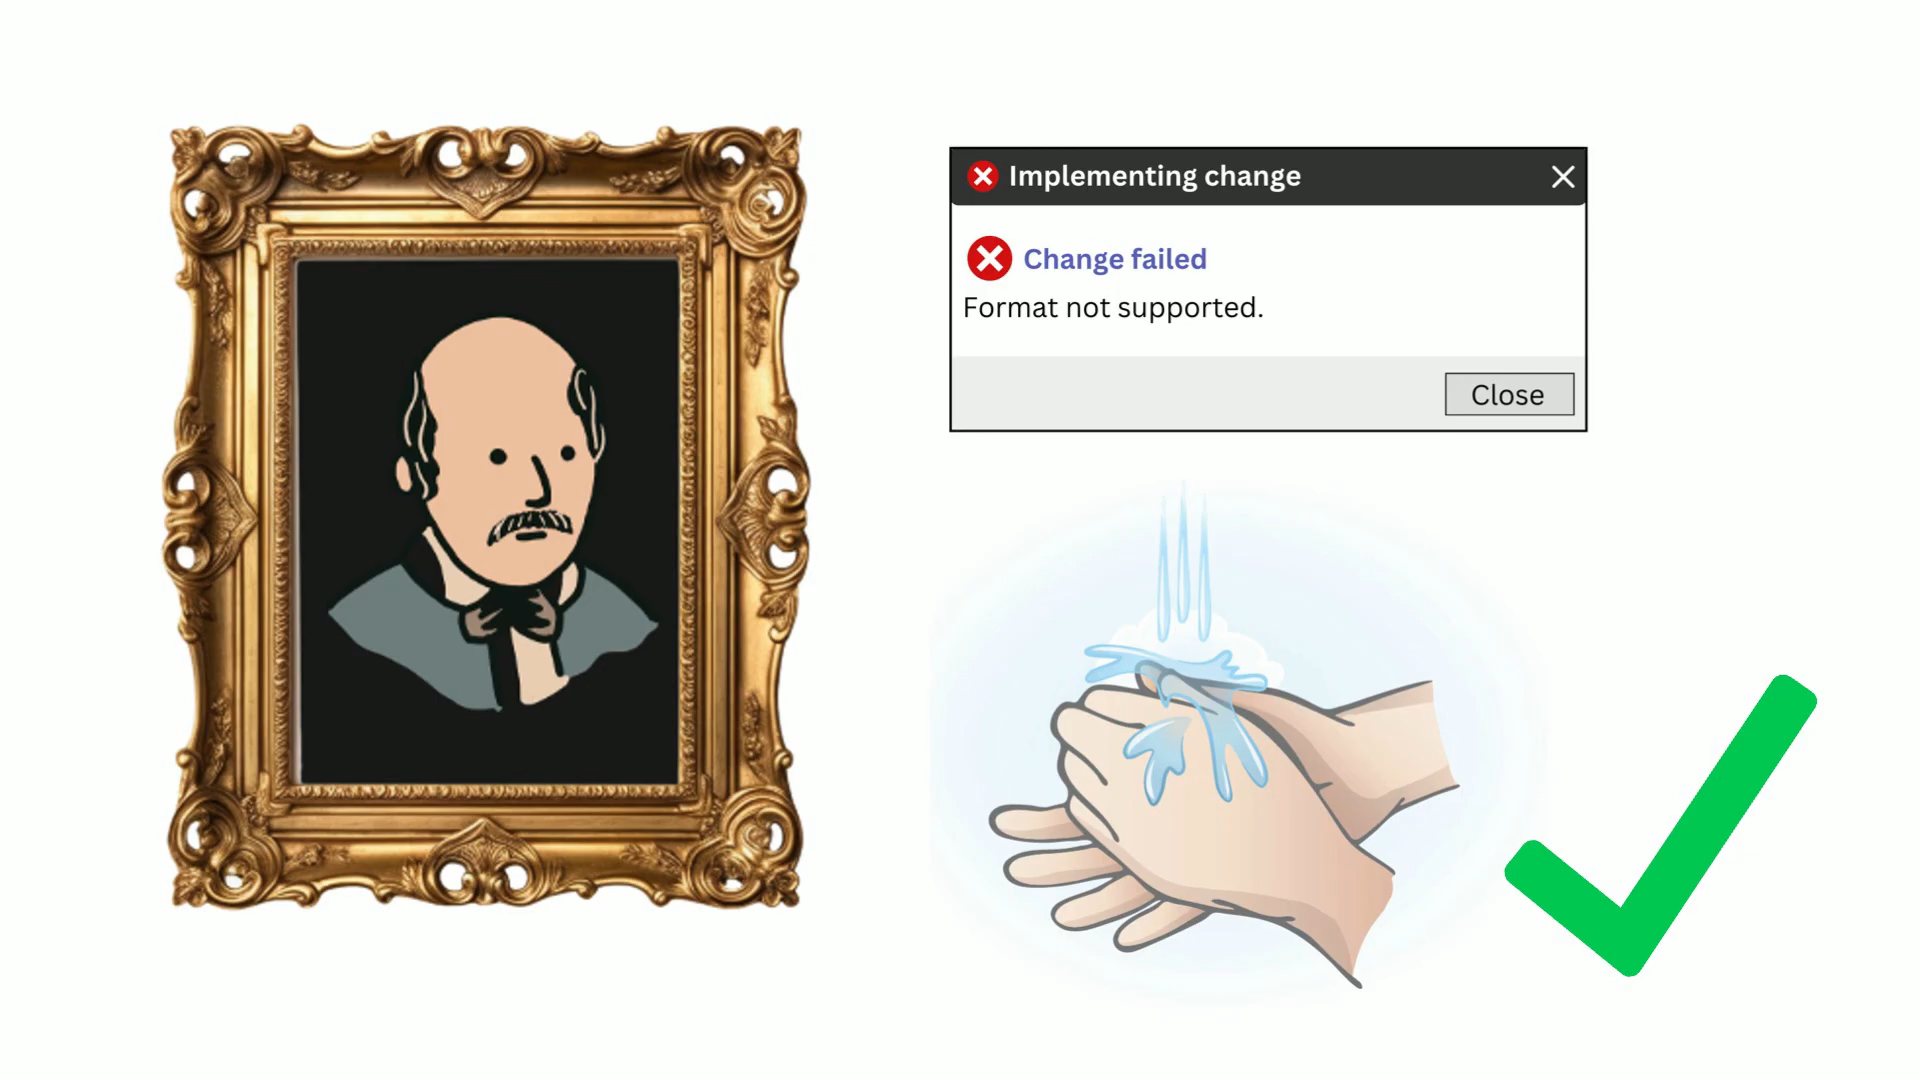 Implementing change
Change failed
Format not supported.
Close